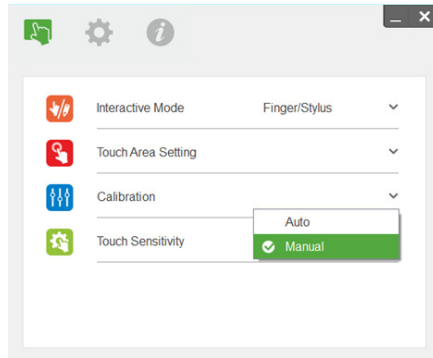 Interactive Mode Finger/Stylus
Touch Area Setting
Calibration
Auto
Touch Sensitivity
Manual